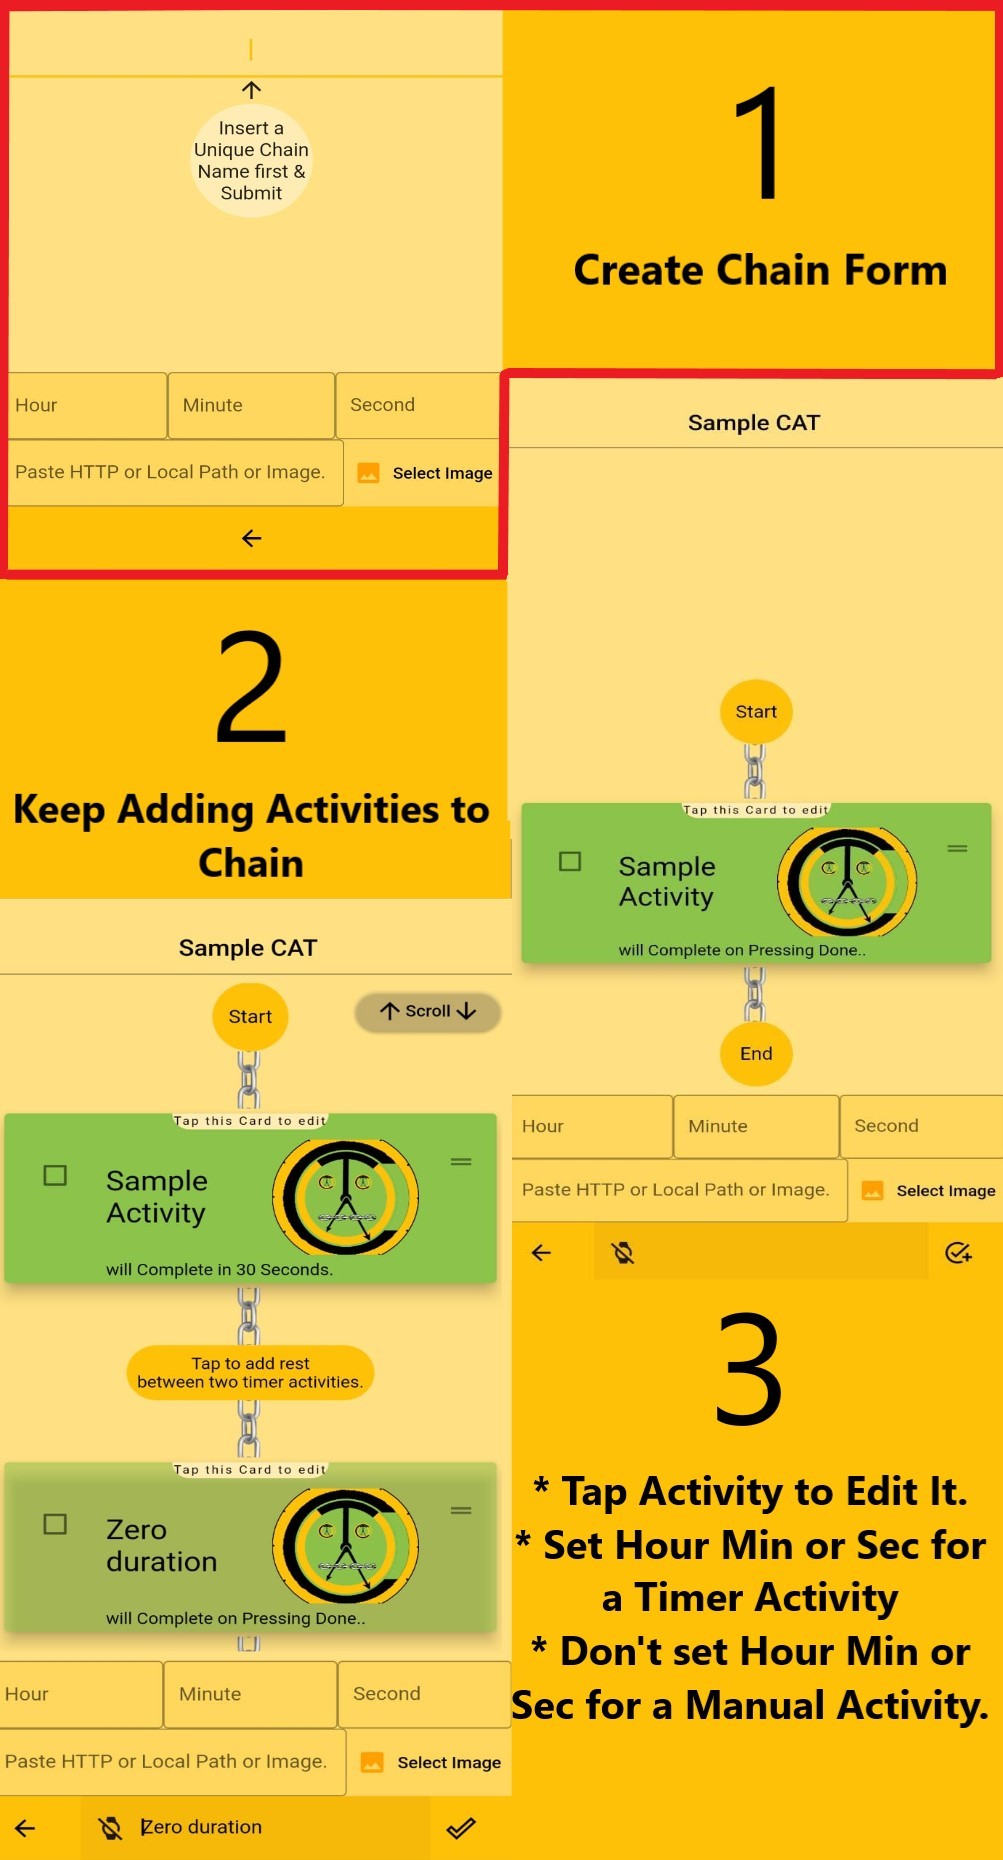 Insert a
Unique Chain
Name first &
Submit
Hour Minute Second
Paste HTTP or Local Path or Image. Select Image
1
Create Chain Form
2
Keep Adding Activities to
Chain
Sample CAT
Start
Tap this Card to edit
Sample
Activity
will Complete on Pressing Done..
End
Hour Minute Second
Paste HTTP or Local Path or Image. Select Image
Sample CAT
Start
Scroll
Tap this Card to edit
Sample
Activity
will Complete in 30 Seconds.
Tap to add rest
between two timer activities.
Tap this Card to edit
Zero
duration
will Complete on Pressing Done..
Hour Minute Second
Paste HTTP or Local Path or Image. Select Image
Zero duration
3
* Tap Activity to Edit It.
* Set Hour Min or Sec for
a Timer Activity
* Don't set Hour Min or
Sec for a Manual Activity.